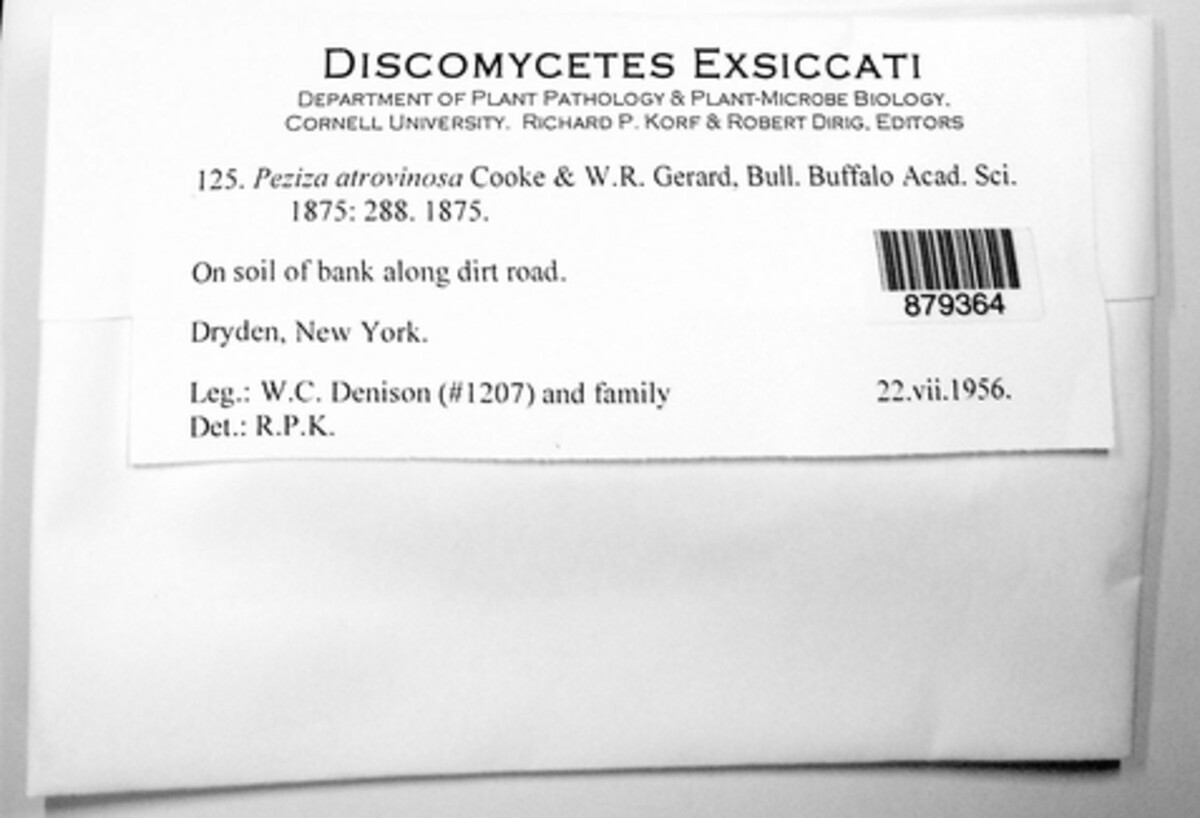 DISCOMYCETES EXSICCATI
DEPARTMENT OF PLANT PATHOLOGY & PLANT-MICROBE BIOLOGY.
CORNELL UNIVERSITY. RICHARD P. KORF & ROBERT DIRIG, EDITORS
125. Peziza atrovinosa Cooke & W.R. Gerard, Bull. Buffalo Acad. Sci.
1875: 288. 1875.
On soil of bank along dirt road.
879364
Dryden, New York.
Leg.: W.C. Denison (#1207) and family 22.vii.1956.
Det.: R.P.K.